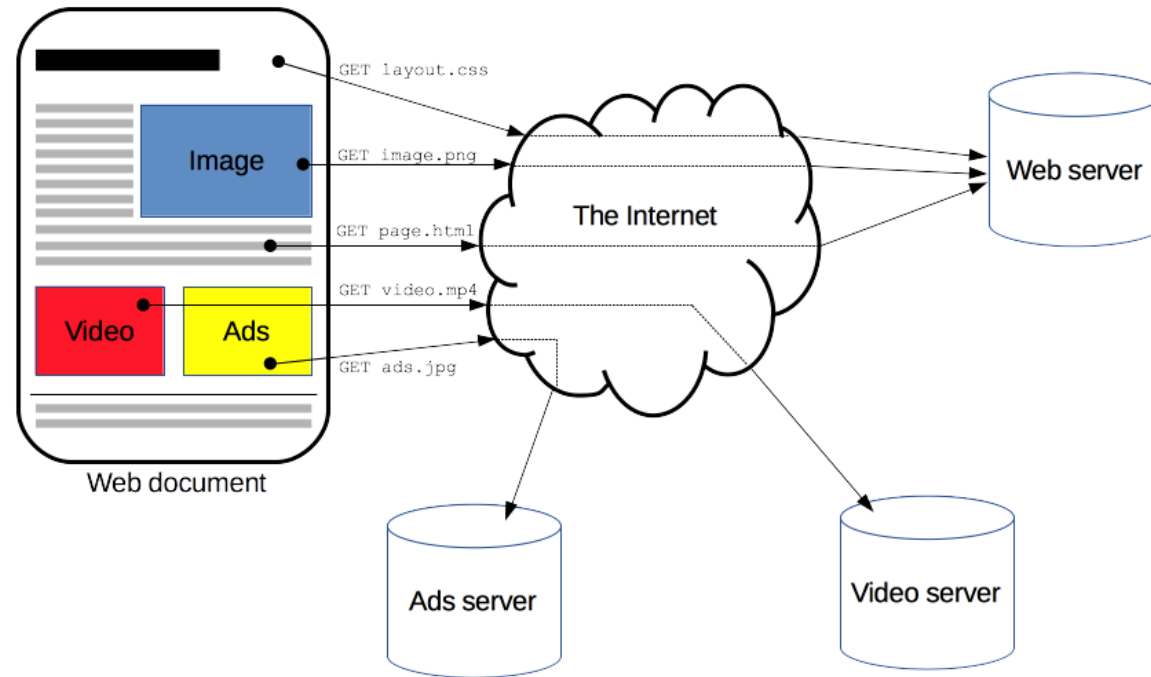 GET layout.css
Image
GET image.png
Web server
The Internet
GET page.html
GET video.mp4
Video
Ads
GET ads.jpg
Web document
Ads server
Video server